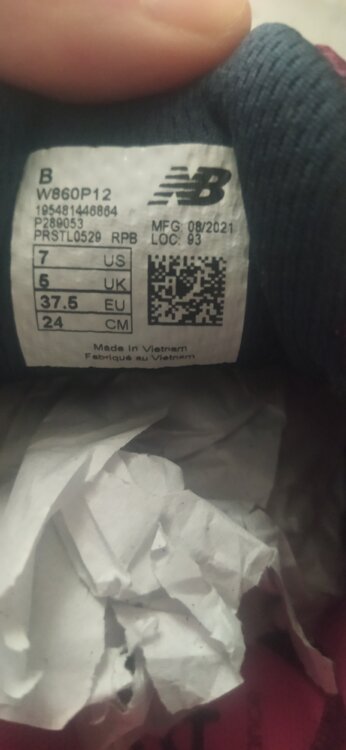 B
W860P12
195481446864
P289053
PRSTL0529 RPB
NB
MFG: 08/2021
LOC: 93
7 US
5 UK
37.5 EU
24 CM
Made in Vietnam
Fabriqué au Vietnam